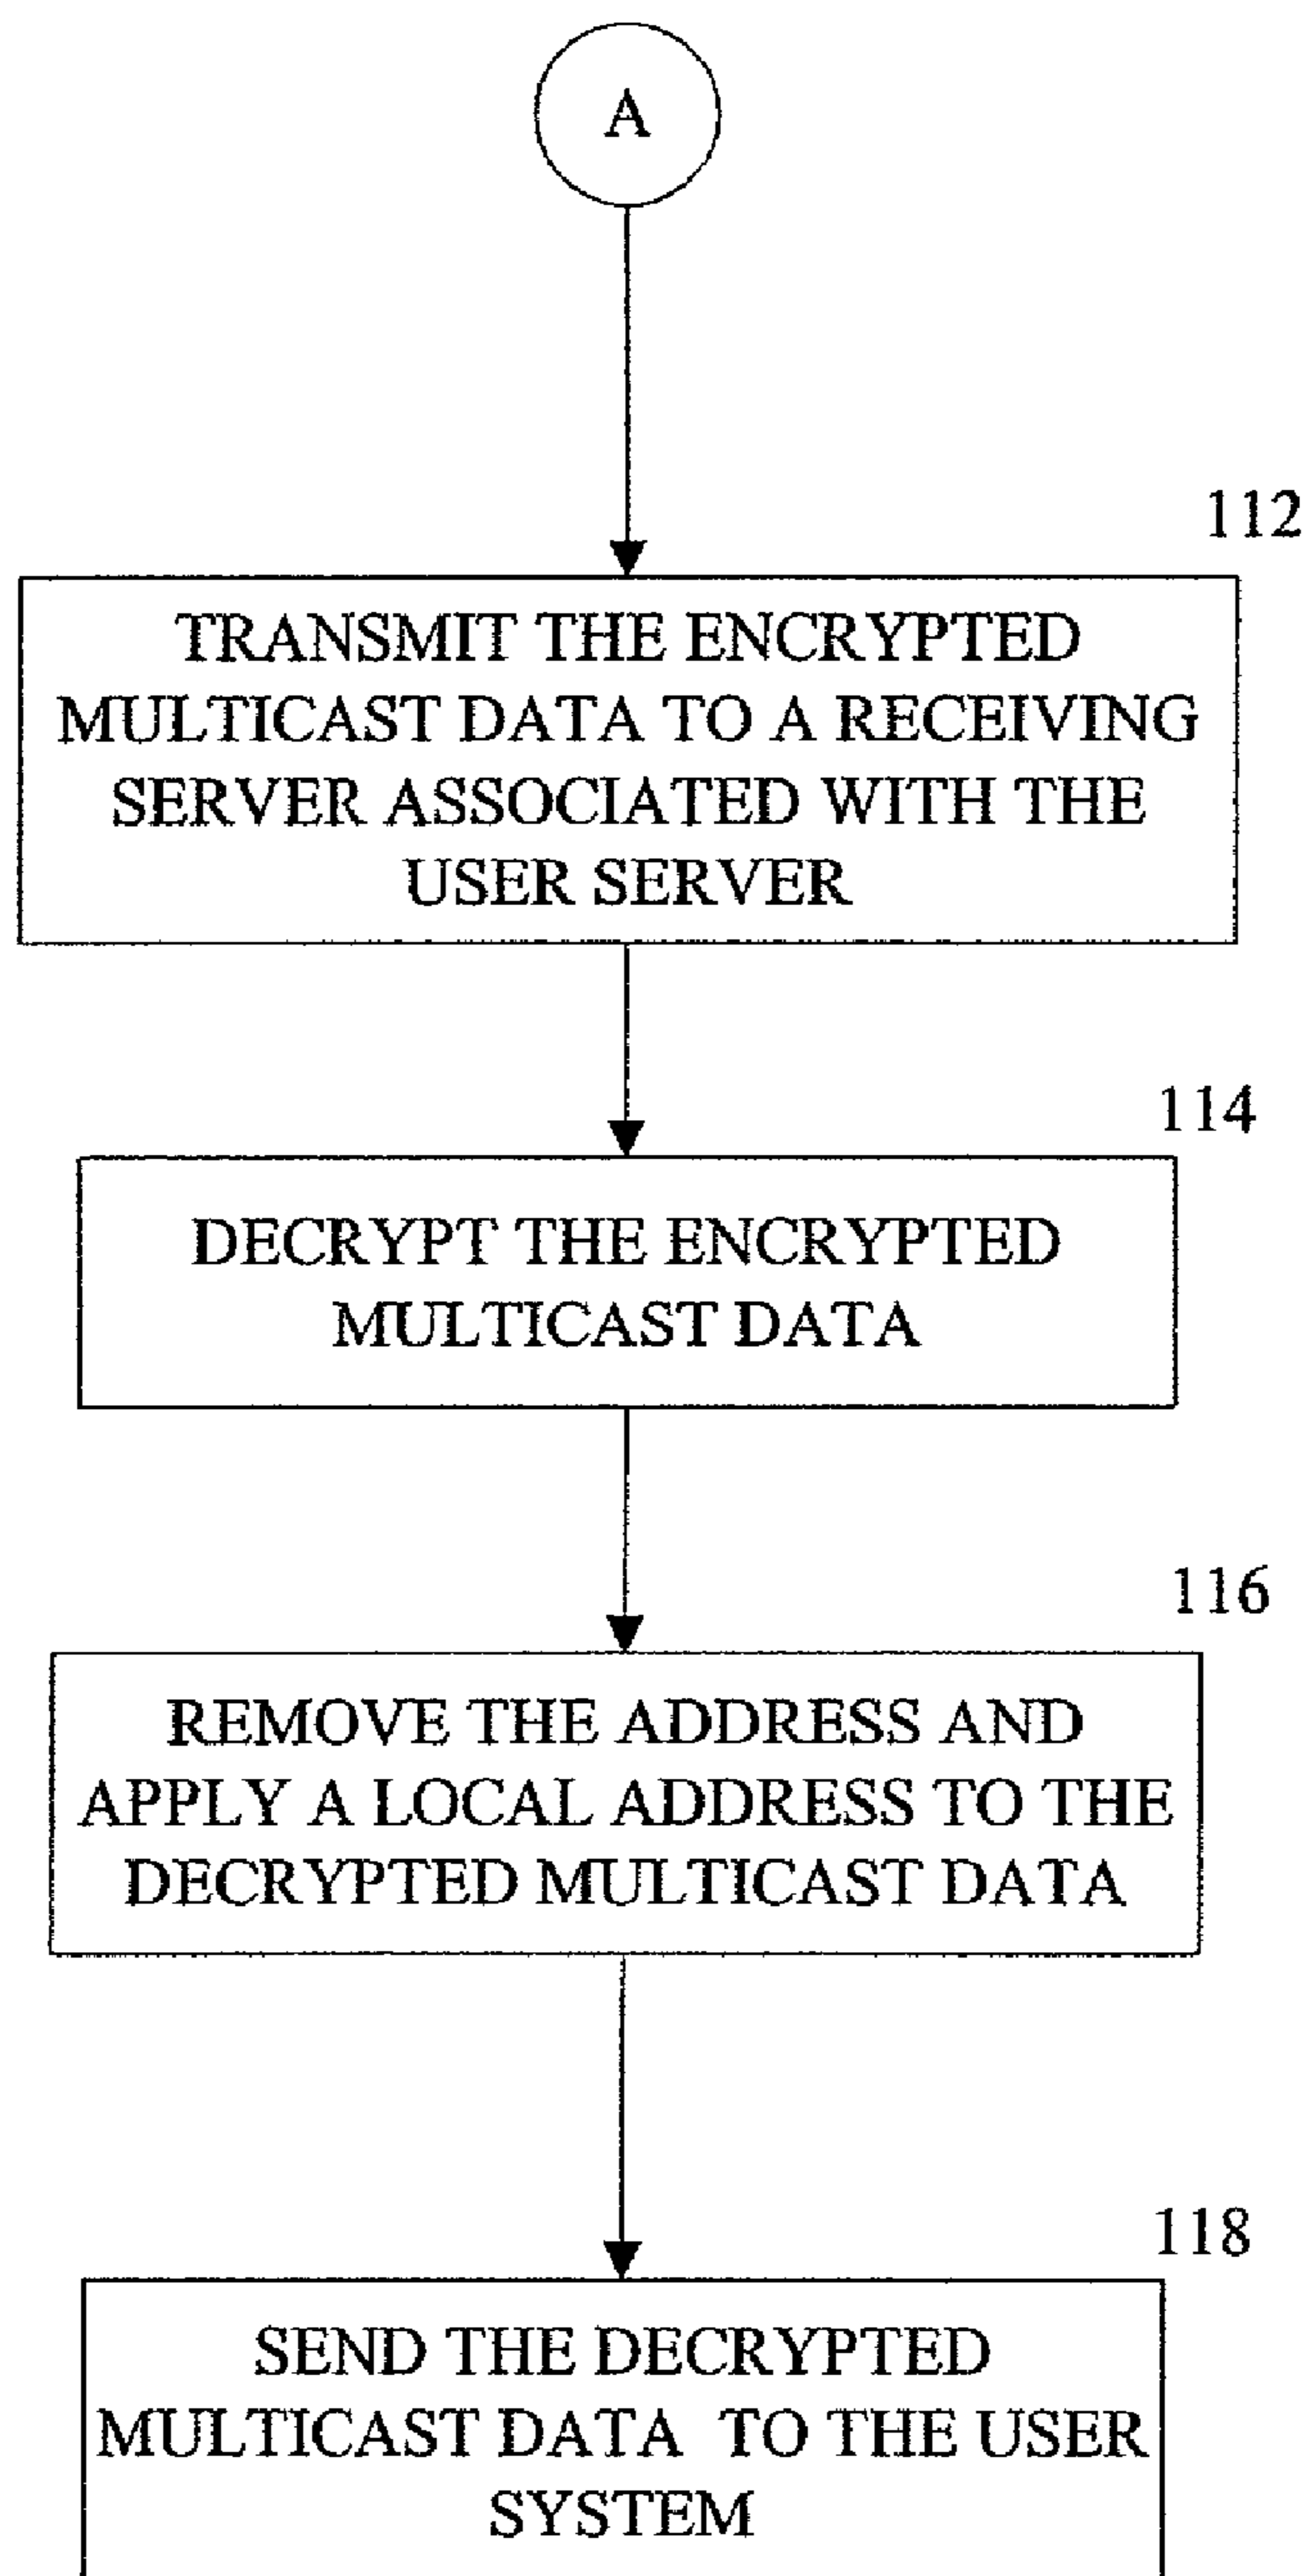 A
112
TRANSMIT THE ENCRYPTED
MULTICAST DATA TO A RECEIVING
SERVER ASSOCIATED WITH THE
USER SERVER
114
DECRYPT THE ENCRYPTED
MULTICAST DATA
116
REMOVE THE ADDRESS AND
APPLY A LOCAL ADDRESS TO THE
DECRYPTED MULTICAST DATA
118
SEND THE DECRYPTED
MULTICAST DATA TO THE USER
SYSTEM